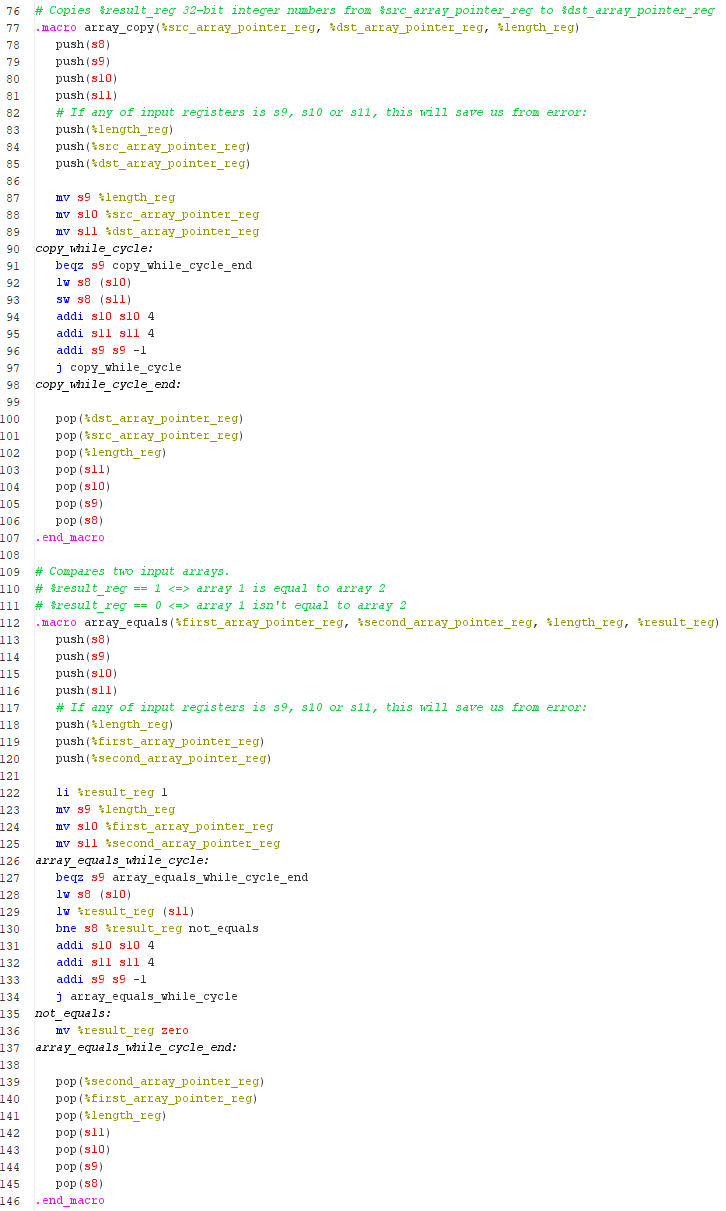 76 # Copies %result_reg 32-bit integer numbers from %src_array_pointer_reg to %dst_array_pointer_reg
77 .macro array_copy(%src_array_pointer_reg, %dst_array_pointer_reg, %length_reg)
78 push(s8)
79 push(s9)
80 push(s10)
81 push(s11)
82 # If any of input registers is s9, s10 or s11, this will save us from error:
83 push(%length_reg)
84 push(%src_array_pointer_reg)
85 push(%dst_array_pointer_reg)
86
87 mv s9 %length_reg
88 mv s10 %src_array_pointer_reg
89 mv s11 %dst_array_pointer_reg
90 copy_while_cycle:
91 beqz s9 copy_while_cycle_end
92 lw s8 (s10)
93 sw s8 (s11)
94 addi s10 s10 4
95 addi s11 s11 4
96 addi s9 s9 -1
97 j copy_while_cycle
98 copy_while_cycle_end:
99
100 pop(%dst_array_pointer_reg)
101 pop(%src_array_pointer_reg)
102 pop(%length_reg)
103 pop(s11)
104 pop(s10)
105 pop(s9)
106 pop(s8)
107 .end_macro
108
109 # Compares two input arrays.
110 # %result_reg == 1 <=> array 1 is equal to array 2
111 # %result_reg == 0 <=> array 1 isn't equal to array 2
112 .macro array_equals(%first_array_pointer_reg, %second_array_pointer_reg, %length_reg, %result_reg)
113 push(s8)
114 push(s9)
115 push(s10)
116 push(s11)
117 # If any of input registers is s9, s10 or s11, this will save us from error:
118 push(%length_reg)
119 push(%first_array_pointer_reg)
120 push(%second_array_pointer_reg)
121
122 li %result_reg 1
123 mv s9 %length_reg
124 mv s10 %first_array_pointer_reg
125 mv s11 %second_array_pointer_reg
126 array_equals_while_cycle:
127 beqz s9 array_equals_while_cycle_end
128 lw s8 (s10)
129 lw %result_reg (s11)
130 bne s8 %result_reg not_equals
131 addi s10 s10 4
132 addi s11 s11 4
133 addi s9 s9 -1
134 j array_equals_while_cycle
135 not_equals:
136 mv %result_reg zero
137 array_equals_while_cycle_end:
138
139 pop(%second_array_pointer_reg)
140 pop(%first_array_pointer_reg)
141 pop(%length_reg)
142 pop(s11)
143 pop(s10)
144 pop(s9)
145 pop(s8)
146 .end_macro